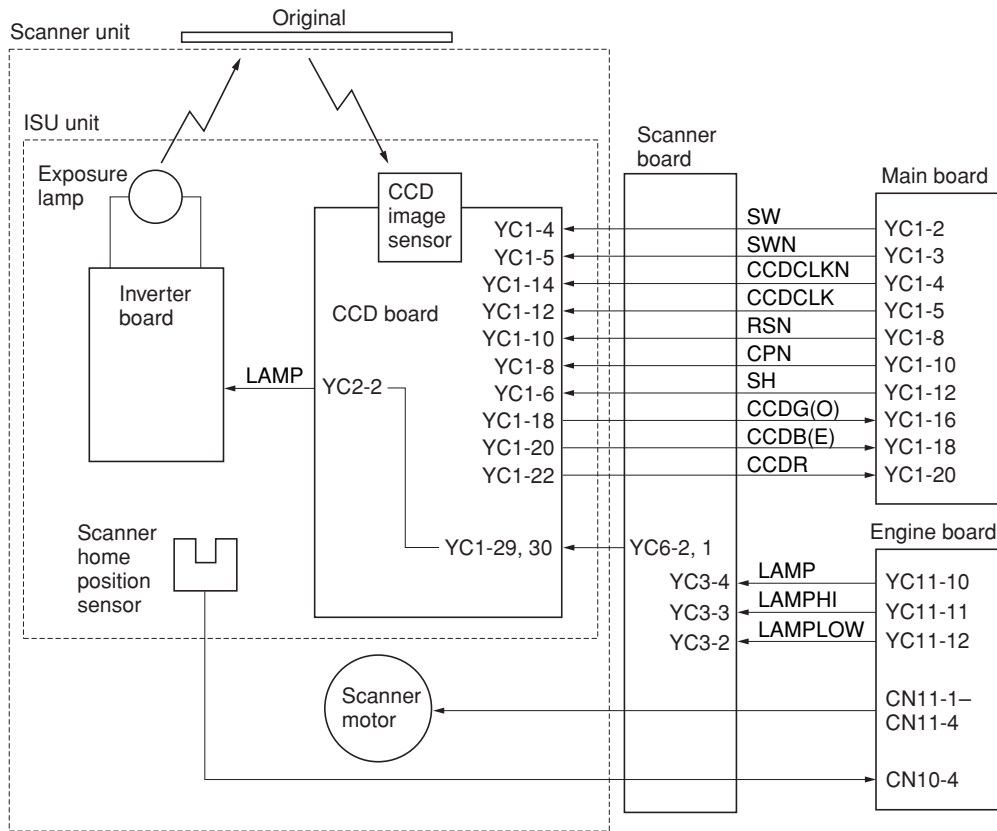 Original
Scanner unit
ISU unit
Exposure
lamp
Inverter
board
LAMP
CCD
image
sensor
CCD board
YC2-2
YC1-4
YC1-5
YC1-14
YC1-12
YC1-10
YC1-8
YC1-6
YC1-18
YC1-20
YC1-22
YC1-29, 30
Scanner
home
position
sensor
Scanner
motor
Scanner
board
SW
SWN
CCDCLKN
CCDCLK
RSN
CPN
SH
CCDG(O)
CCDB(E)
CCDR
YC6-2, 1
YC3-4
YC3-3
YC3-2
LAMP
LAMPHI
LAMPLOW
Main board
YC1-2
YC1-3
YC1-4
YC1-5
YC1-8
YC1-10
YC1-12
YC1-16
YC1-18
YC1-20
Engine board
YC11-10
YC11-11
YC11-12
CN11-1–
CN11-4
CN10-4